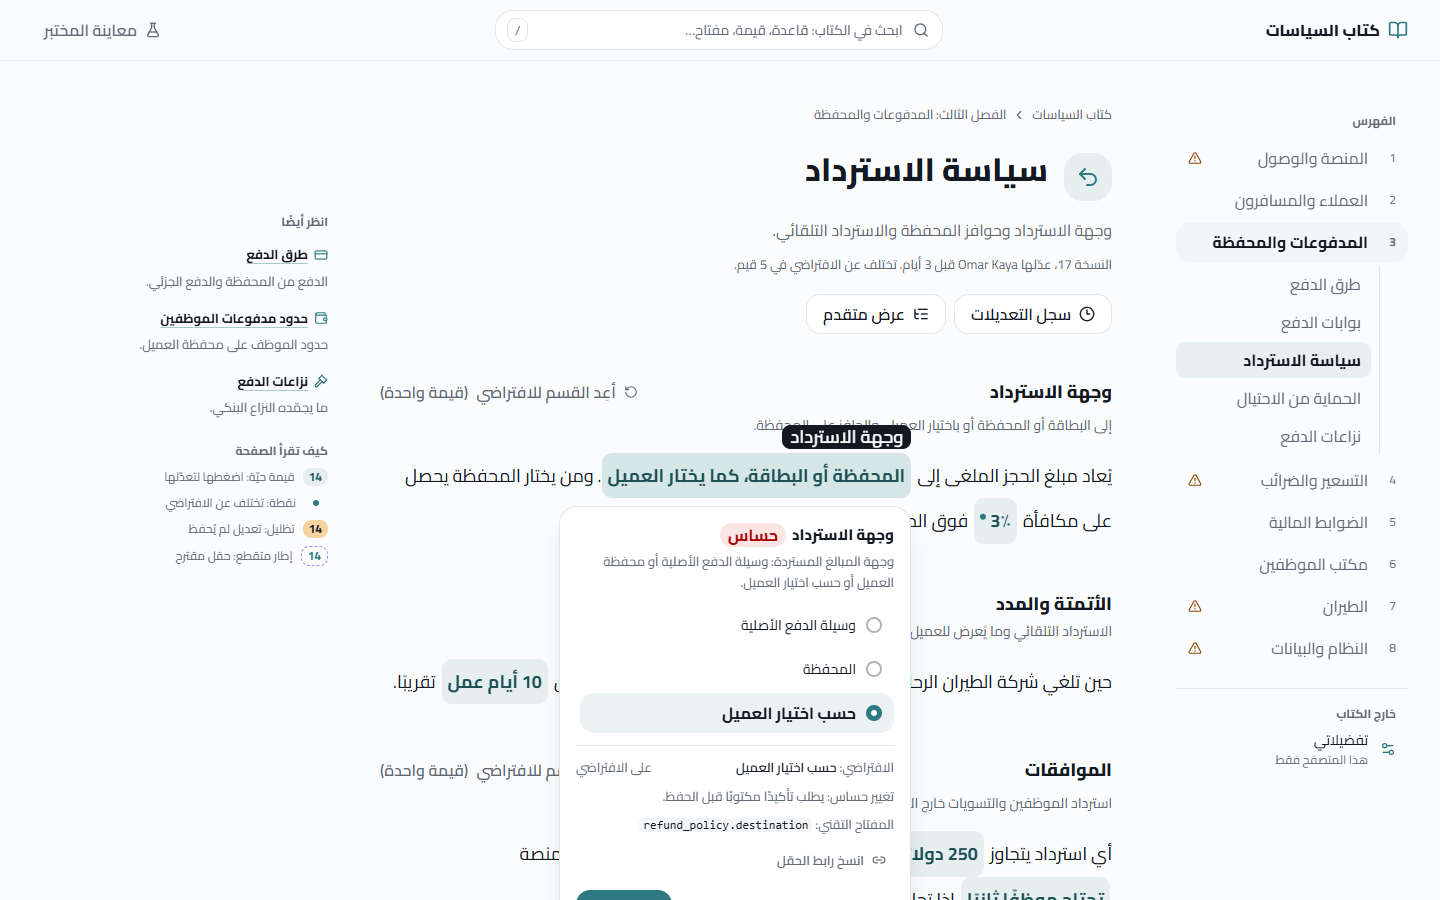 كتاب السياسات
ابحث في الكتاب: قاعدة، قيمة، مفتاح...
/
معاينة المختبر
الفهرس
1 المنصة والوصول
2 العملاء والمسافرون
3 المدفوعات والمحفظة
طرق الدفع
بوابات الدفع
سياسة الاسترداد
الحماية من الاحتيال
نزاعات الدفع
4 التسعير والضرائب
5 الضوابط المالية
6 مكتب الموظفين
7 الطيران
8 النظام والبيانات
خارج الكتاب
تفضيلاتي
هذا المتصفح فقط
كتاب السياسات › الفصل الثالث: المدفوعات والمحفظة
سياسة الاسترداد
وجهة الاسترداد وحوافز المحفظة والاسترداد التلقائي.
النسخة 17، عدّلها Omar Kaya قبل 3 أيام. تختلف عن الافتراضي في 5 قيم.
سجل التعديلات
عرض متقدم
وجهة الاسترداد
أعِد القسم للافتراضي (قيمة واحدة)
إلى البطاقة أو المحفظة أو باختيار العميل والحافز على المحفظة.
وجهة الاسترداد
يُعاد مبلغ الحجز الملغى إلى المحفظة أو البطاقة، كما يختار العميل. ومن يختار المحفظة يحصل
على مكافأة 3٪ فوق
وجهة الاسترداد حساس
وجهة المبالغ المستردة: وسيلة الدفع الأصلية أو محفظة
العميل أو حسب اختيار العميل.
وسيلة الدفع الأصلية
المحفظة
حسب اختيار العميل
الافتراضي: حسب اختيار العميل
على الافتراضي
تغيير حساس: يطلب تأكيدًا مكتوبًا قبل الحفظ.
المفتاح التقني: refund_policy.destination
انسخ رابط الحقل
الأتمتة والمدد
الاسترداد التلقائي وما يُعرض للعميل
حين تلغي شركة الطيران 10 أيام عمل تقريبًا.
الموافقات
للافتراضي (قيمة واحدة)
استرداد الموظفين والتسويات خارج
أي استرداد يتجاوز 250
انظر أيضًا
طرق الدفع
الدفع من المحفظة والدفع الجزئي.
حدود مدفوعات الموظفين
حدود الموظف على محفظة العميل.
نزاعات الدفع
ما يجمّده النزاع البنكي.
كيف تقرأ الصفحة
14 قيمة حيّة: اضغطها لتعدّلها
نقطة: تختلف عن الافتراضي
14 تظليل: تعديل لم يُحفظ
14 إطار متقطع: حقل مقترح